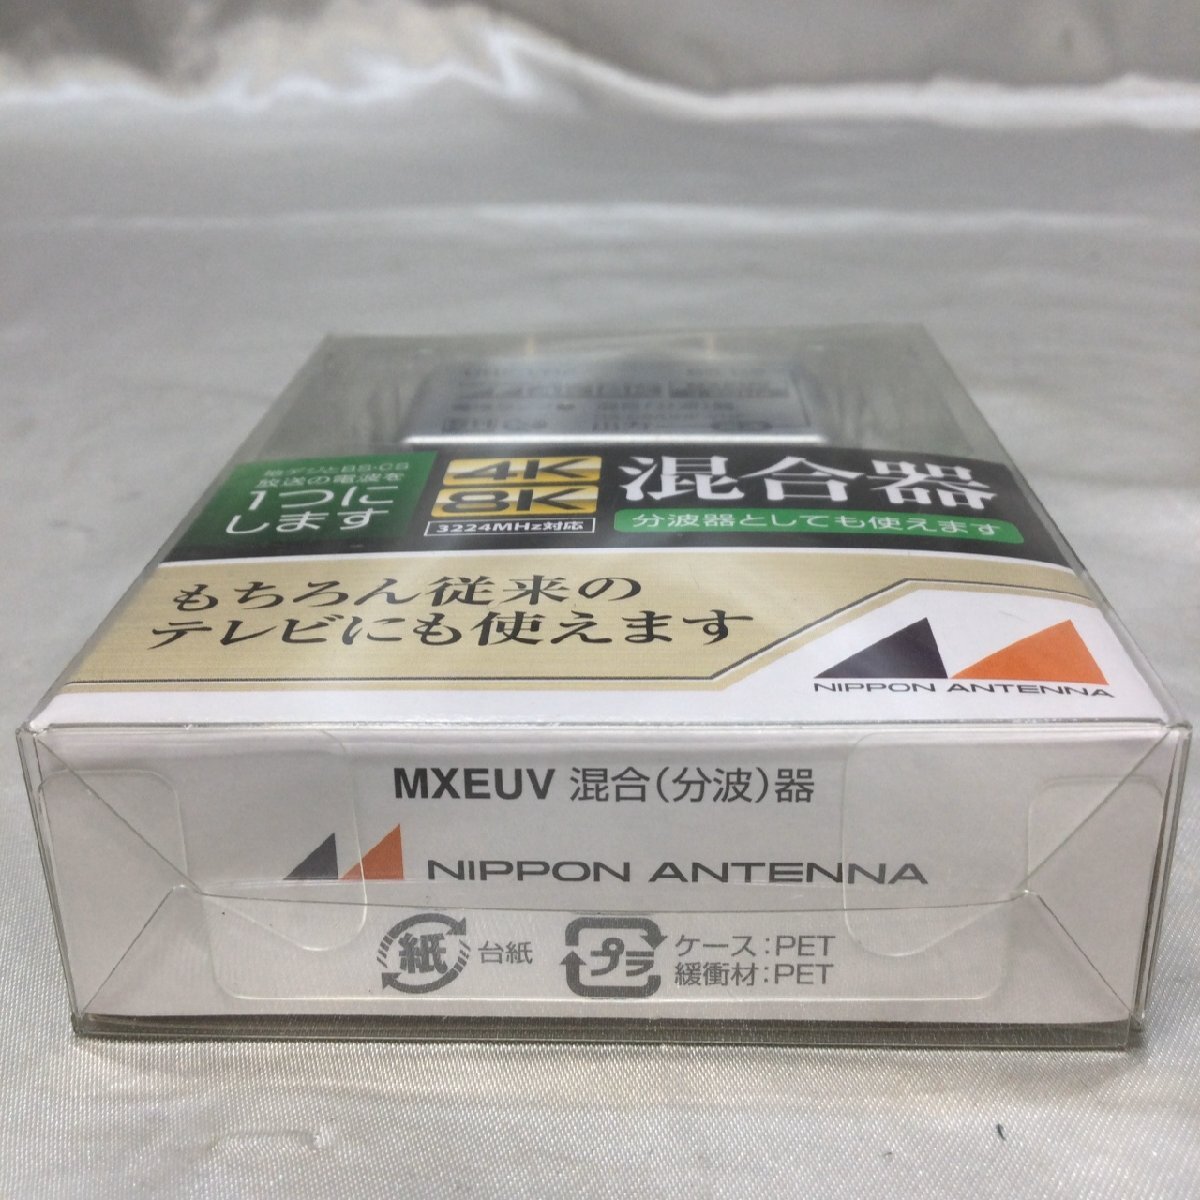 地デジとBS・CS
放送の電波を
1つに
します
4K
8K
3224MHz対応
混合器
分波器としても使えます
もちろん従来の
テレビにも使えます
NIPPON ANTENNA
MXEUV 混合(分波)器
NIPPON ANTENNA
紙 台紙
プラ ケース:PET
緩衝材:PET